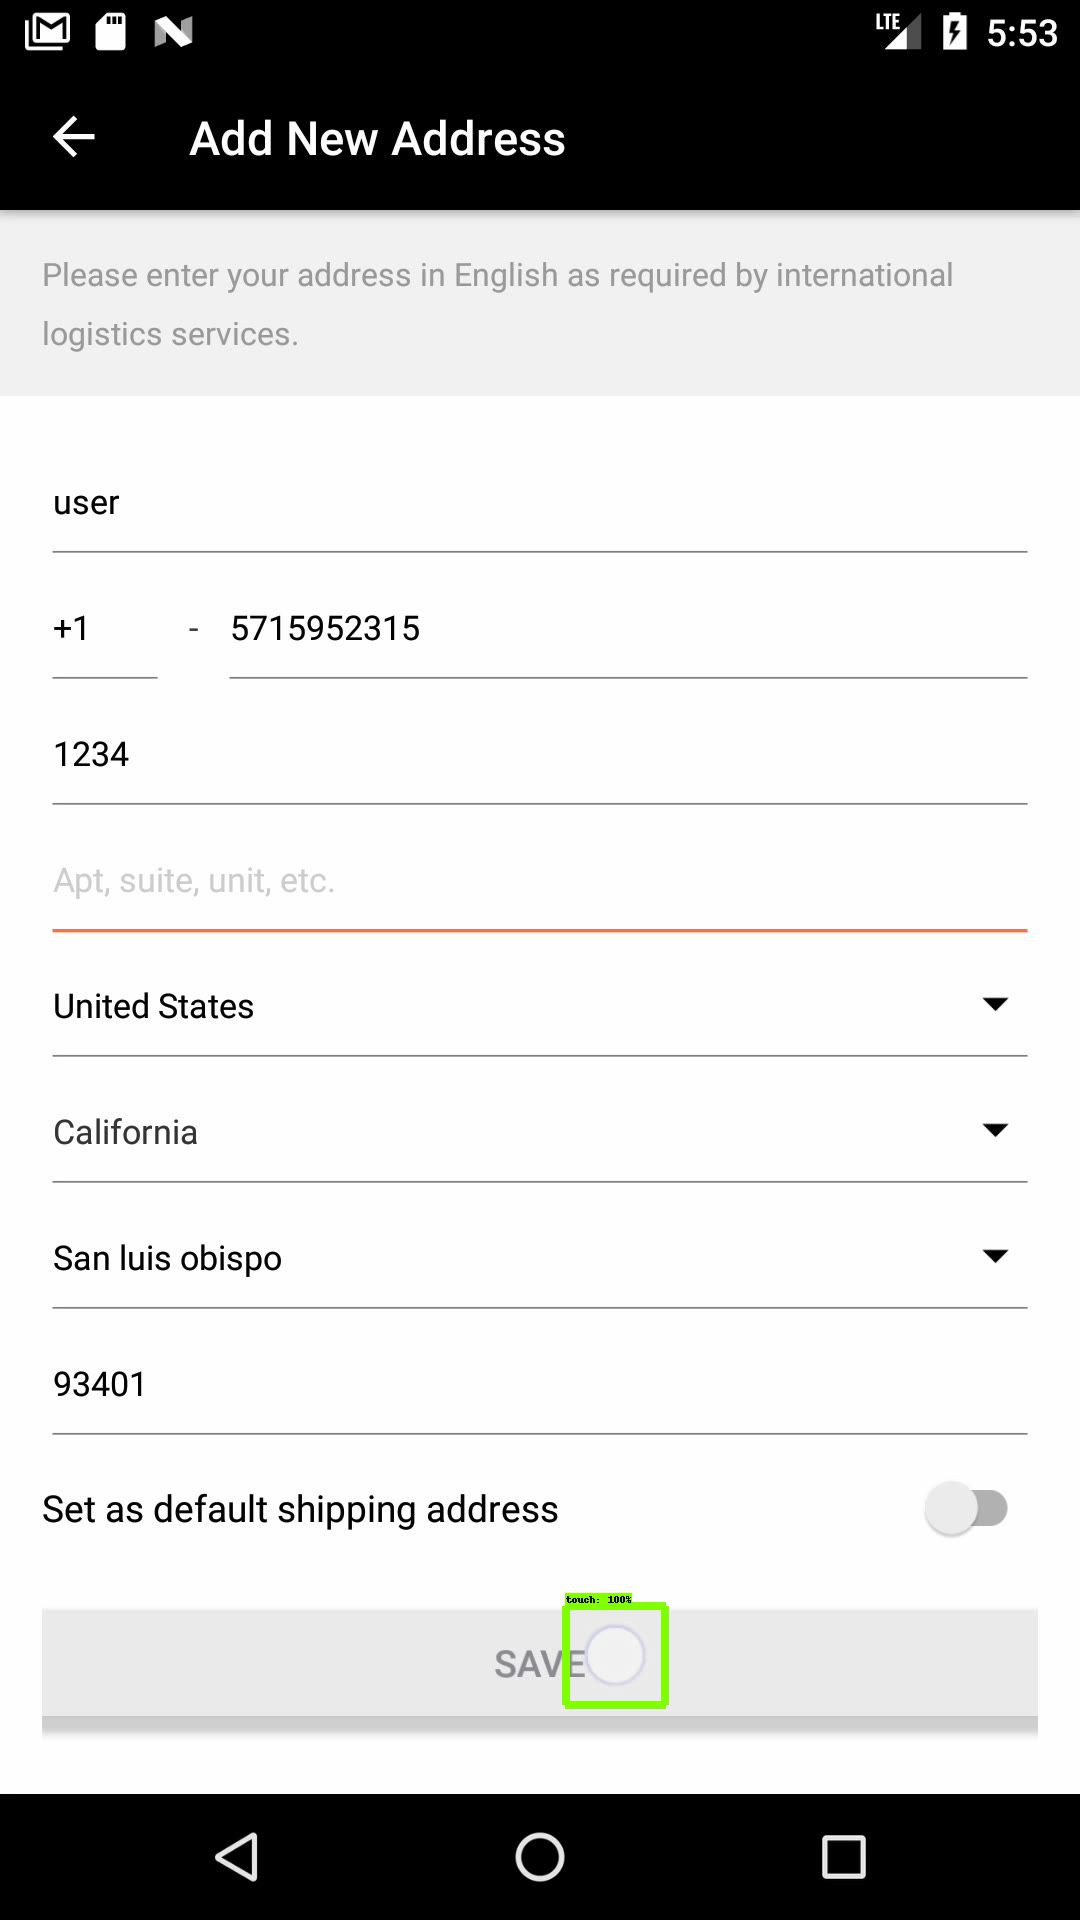 LTE 5:53
Add New Address
Please enter your address in English as required by international
logistics services.
user
+1 - 5715952315
1234
Apt, suite, unit, etc.
United States
California
San luis obispo
93401
Set as default shipping address
touch: 100%
SAVE